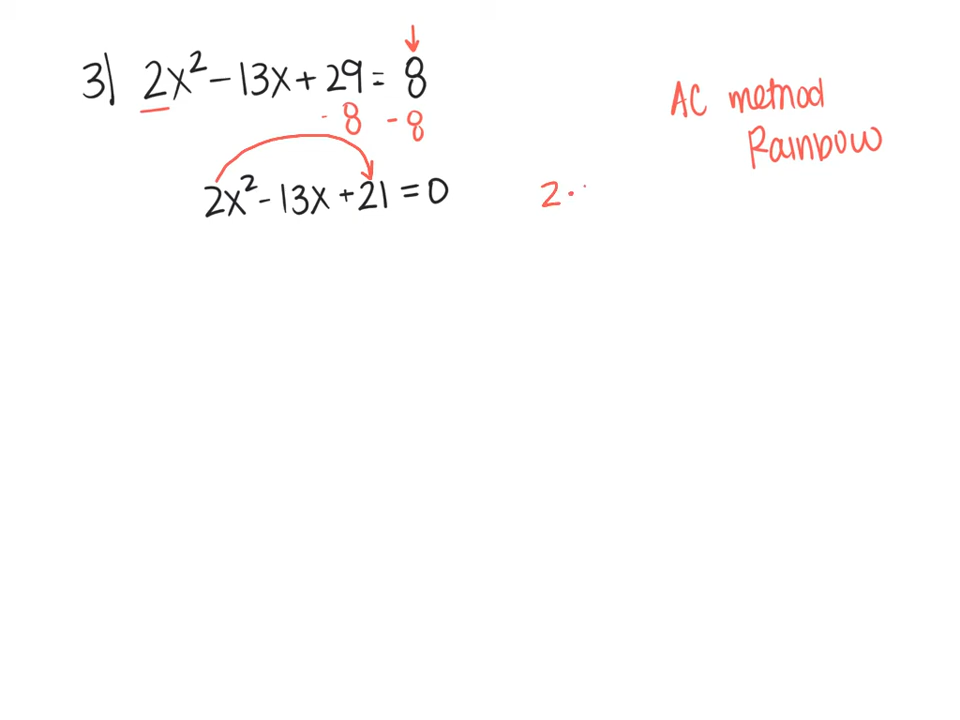 3) 2x² - 13x + 29 = 8
AC method
- 8 - 8
Rainbow
2x² - 13x + 21 = 0
2 ·